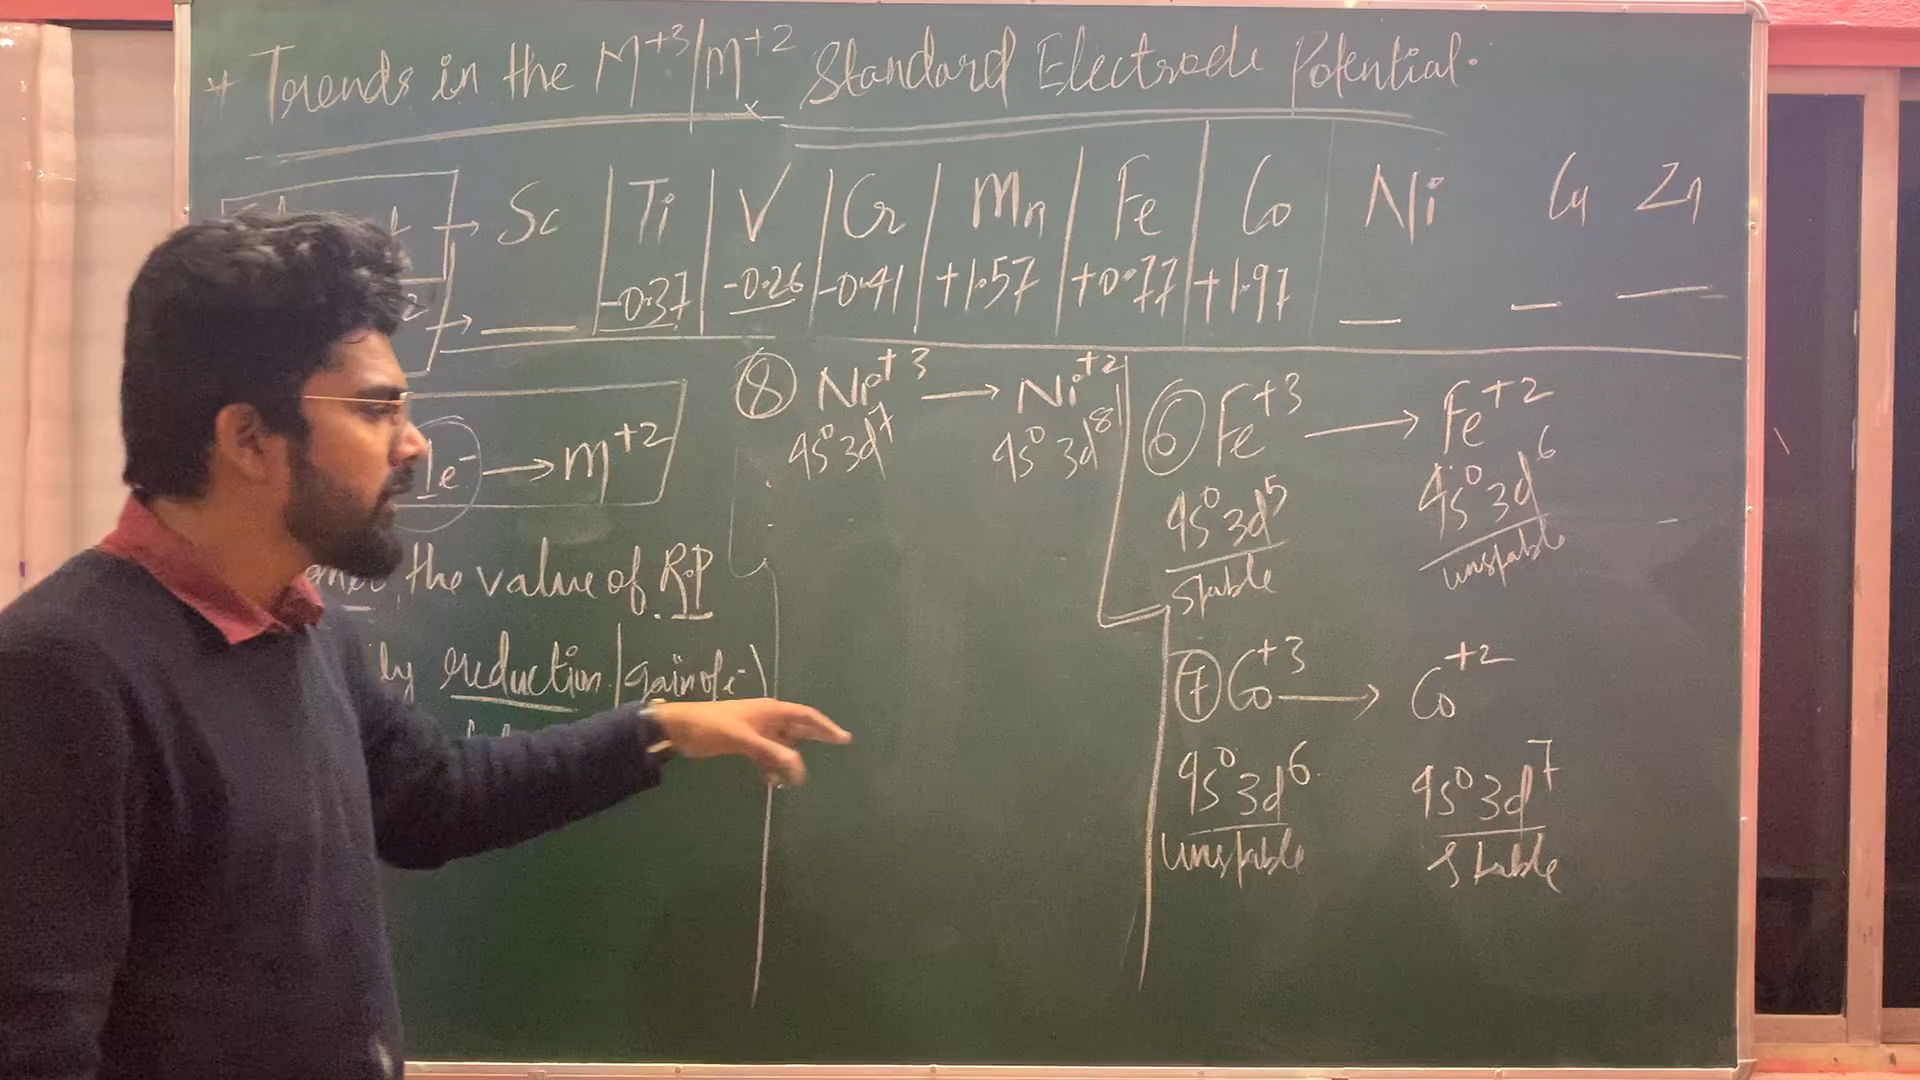 * Trends in the M+3/m+2 Standard Electrode Potential.
→ Sc Ti V Cr Mn Fe Co Ni Cu Zn
→ — -0.37 -0.26 -0.41 +1.57 +0.77 +1.97 — — —
1e- → m+2
the value of R.P
reduction / gain of e-)
⑧ Ni+3 → Ni+2
4s0 3d7 4s0 3d8
⑥ Fe+3 → Fe+2
4s0 3d5 4s0 3d6
stable unstable
⑦ Co+3 → Co+2
4s0 3d6 4s0 3d7
unstable stable